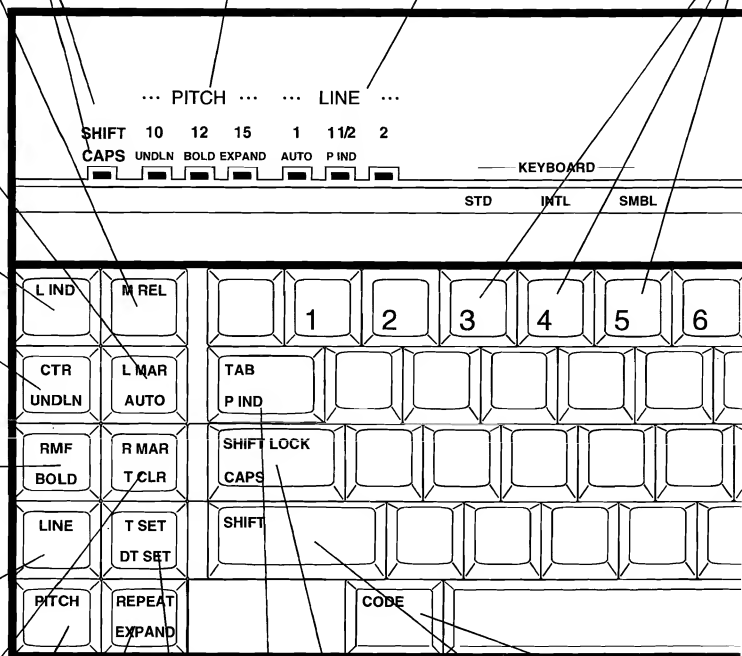 ··· PITCH ··· ··· LINE ···
SHIFT 10 12 15 1 11/2 2
CAPS UNDLN BOLD EXPAND AUTO P IND
KEYBOARD
STD INTL SMBL
L IND M REL
1 2 3 4 5 6
CTR L MAR TAB
UNDLN AUTO P IND
RMF R MAR SHIFT LOCK
BOLD T CLR CAPS
LINE T SET SHIFT
DT SET
PITCH REPEAT CODE
EXPAND